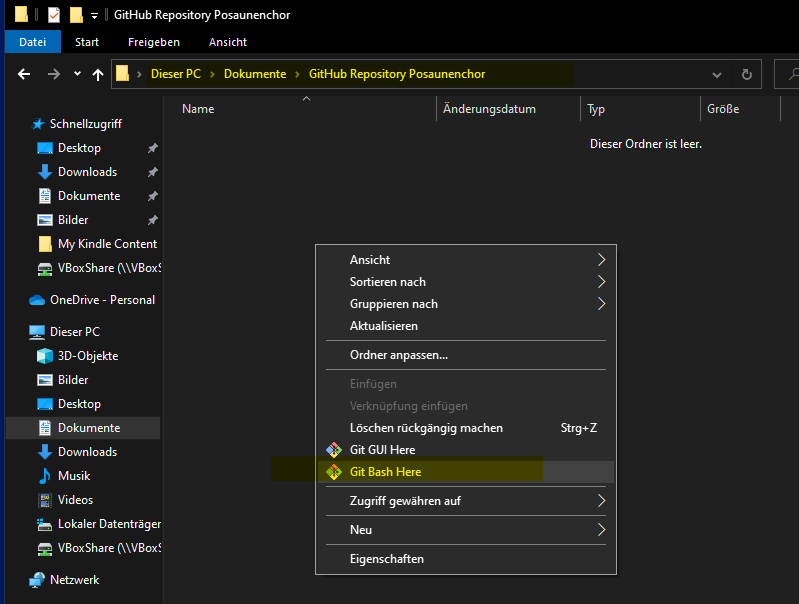 GitHub Repository Posaunenchor
Datei Start Freigeben Ansicht
Dieser PC Dokumente GitHub Repository Posaunenchor
Name Änderungsdatum Typ Größe
Dieser Ordner ist leer.
Schnellzugriff
Desktop
Downloads
Dokumente
Bilder
My Kindle Content
VBoxShare (\\VBoxS
OneDrive - Personal
Dieser PC
3D-Objekte
Bilder
Desktop
Dokumente
Downloads
Musik
Videos
Lokaler Datenträger
VBoxShare (\\VBoxS
Netzwerk
Ansicht
Sortieren nach
Gruppieren nach
Aktualisieren
Ordner anpassen...
Einfügen
Verknüpfung einfügen
Löschen rückgängig machen Strg+Z
Git GUI Here
Git Bash Here
Zugriff gewähren auf
Neu
Eigenschaften